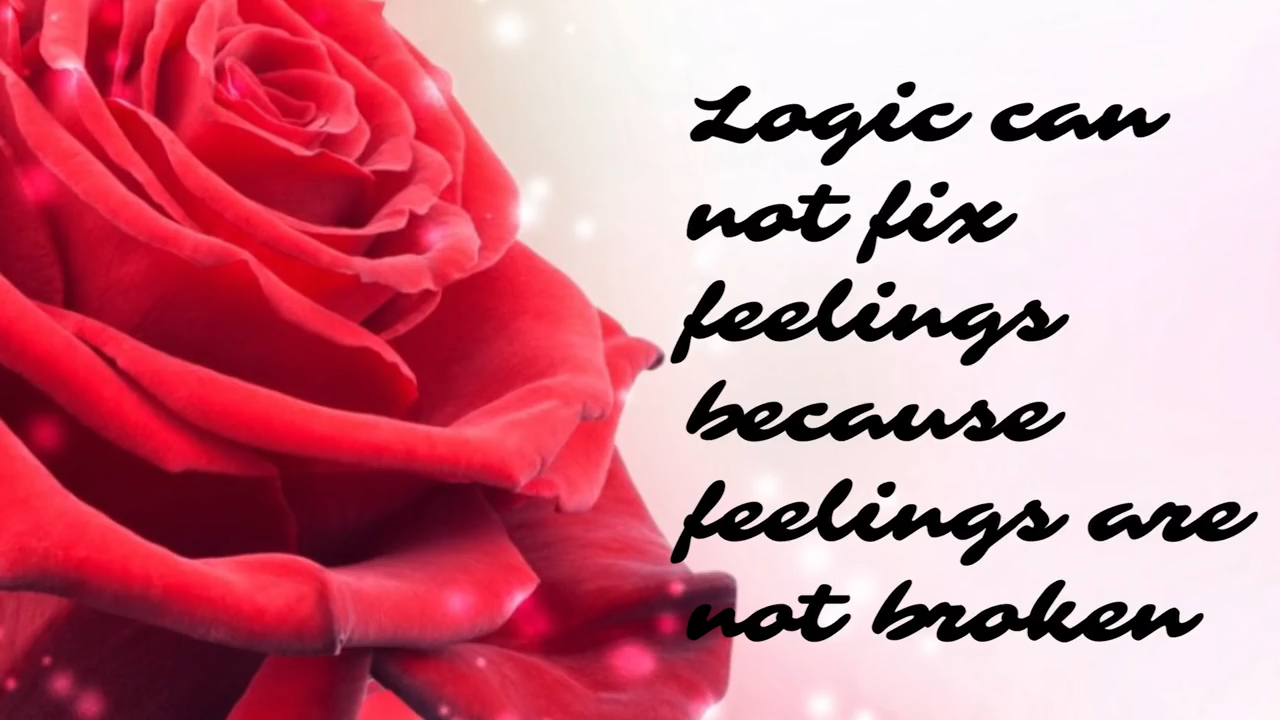 Logic can
not fix
feelings
because
feelings are
not broken